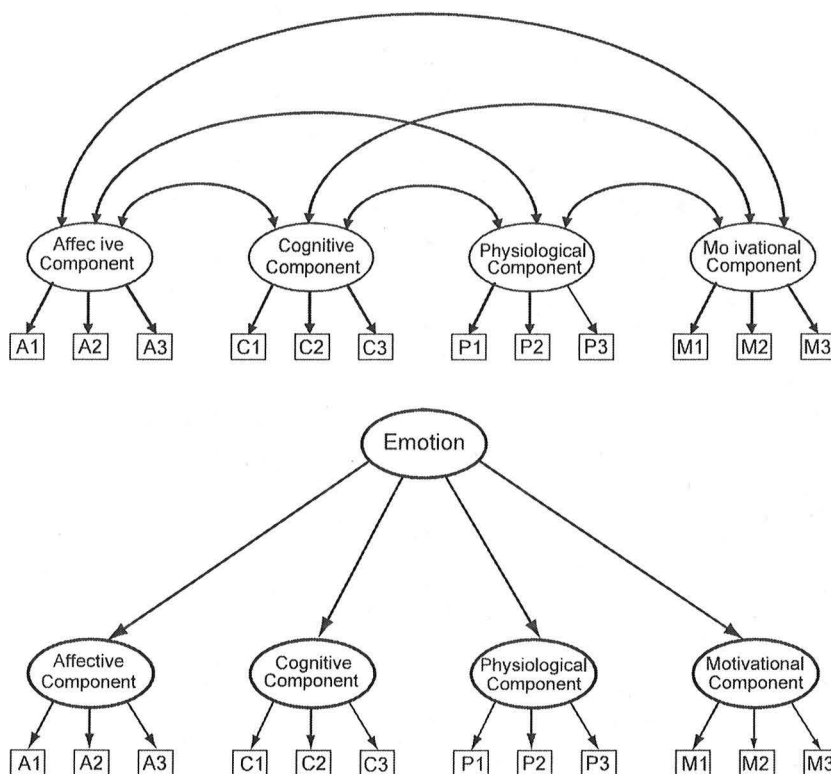 Affec ive
Component
Cognitive
Component
Physiological
Component
Mo ivational
Component
A1 A2 A3 C1 C2 C3 P1 P2 P3 M1 M2 M3
Emotion
Affective
Component
Cognitive
Component
Physiological
Component
Motivational
Component
A1 A2 A3 C1 C2 C3 P1 P2 P3 M1 M2 M3